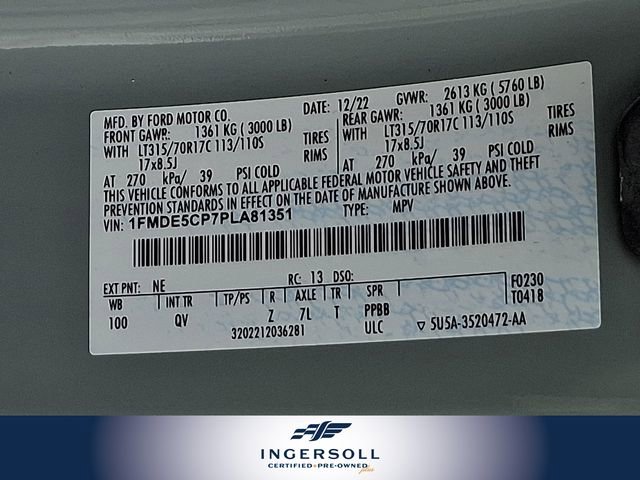 MFD. BY FORD MOTOR CO. DATE: 12/22 GVWR: 2613 KG ( 5760 LB)
FRONT GAWR: 1361 KG ( 3000 LB) REAR GAWR: 1361 KG ( 3000 LB)
WITH LT315/70R17C 113/110S TIRES WITH LT315/70R17C 113/110S TIRES
17x8.5J RIMS 17x8.5J RIMS
AT 270 kPa/ 39 PSI COLD AT 270 kPa/ 39 PSI COLD
THIS VEHICLE CONFORMS TO ALL APPLICABLE FEDERAL MOTOR VEHICLE SAFETY AND THEFT
PREVENTION STANDARDS IN EFFECT ON THE DATE OF MANUFACTURE SHOWN ABOVE.
VIN: 1FMDE5CP7PLA81351 TYPE: MPV
EXT PNT: NE RC: 13 DSO: F0230
WB INT TR TP/PS R AXLE TR SPR T0418
100 QV Z 7L T PPBB
3202212036281 ULC ▽ 5U5A-3520472-AA
INGERSOLL
CERTIFIED • PRE-OWNED plus